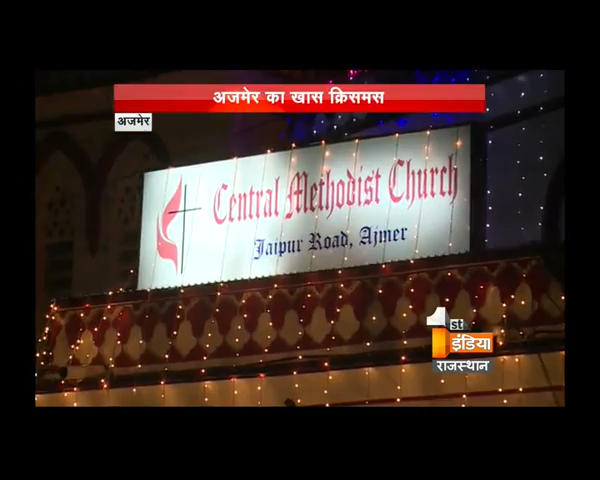 अजमेर का खास क्रिसमस
अजमेर
Central Methodist Church
Jaipur Road, Ajmer
1st
इंडिया
राजस्थान